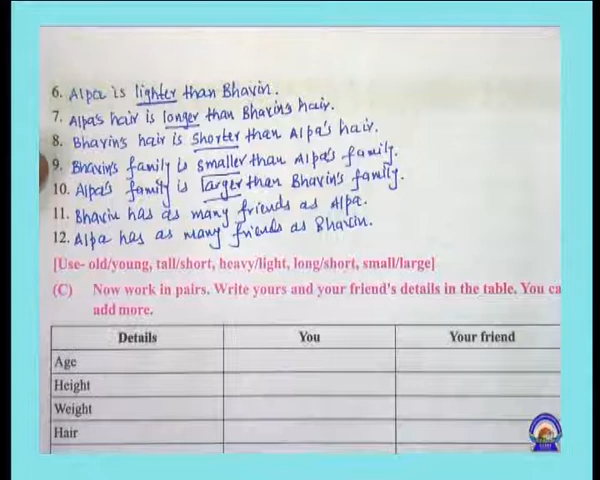 6. Alpa is lighter than Bhavin.
7. Alpa's hair is longer than Bhavin's hair.
8. Bhavin's hair is shorter than Alpa's hair.
9. Bhavin's family is smaller than Alpa's family.
10. Alpa's family is larger than Bhavin's family.
11. Bhavin has as many friends as Alpa.
12. Alpa has as many friends as Bhavin.
[Use- old/young, tall/short, heavy/light, long/short, small/large]
(C) Now work in pairs. Write yours and your friend's details in the table. You ca
add more.
Details You Your friend
Age
Height
Weight
Hair